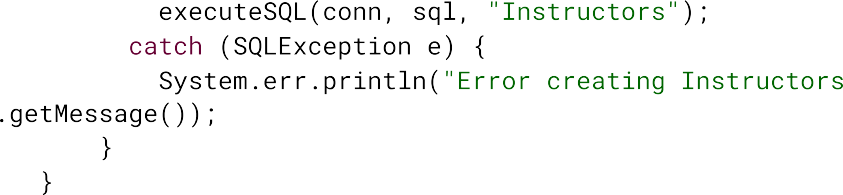 executeSQL(conn, sql, "Instructors");
catch (SQLException e) {
System.err.println("Error creating Instructors
.getMessage());
}
}